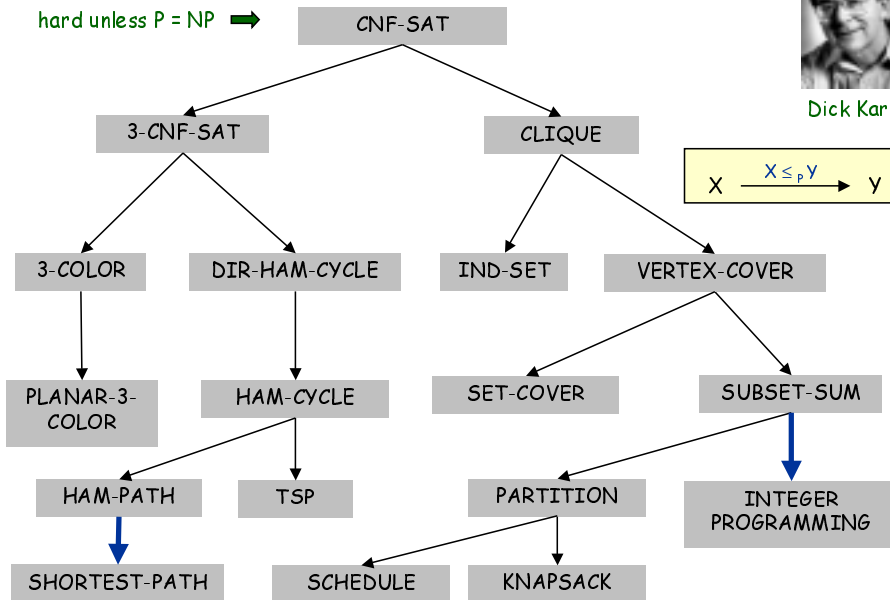 hard unless P = NP
CNF-SAT
Dick Kar
3-CNF-SAT
CLIQUE
X ≤ P Y
X
Y
3-COLOR
DIR-HAM-CYCLE
IND-SET
VERTEX-COVER
PLANAR-3-
COLOR
HAM-CYCLE
SET-COVER
SUBSET-SUM
HAM-PATH
TSP
PARTITION
INTEGER
PROGRAMMING
SHORTEST-PATH
SCHEDULE
KNAPSACK